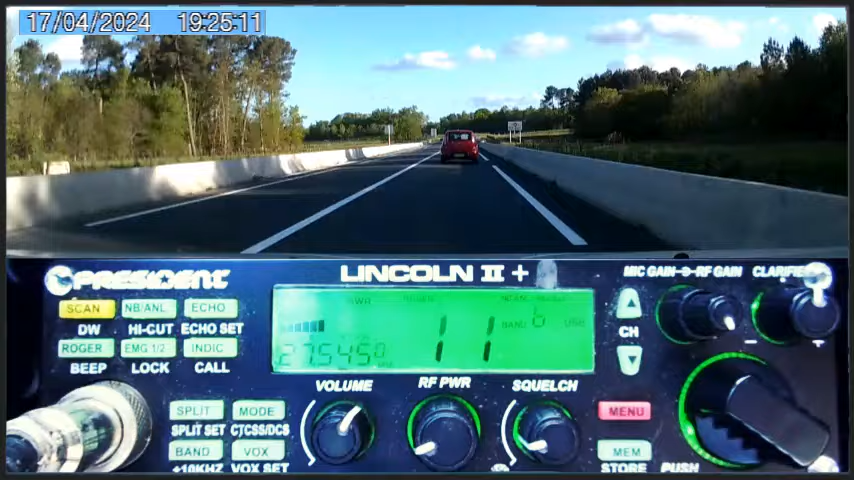 17/04/2024 19:25:11
PRESIDENT LINCOLN II + MIC GAIN RF GAIN CLARIFIER
SCAN NB/ANL ECHO
DW HI-CUT ECHO SET
ROGER EMG 1/2 INDIC
BEEP LOCK CALL
11 BAND 6 USB
27.5450
CH
VOLUME RF PWR SQUELCH
SPLIT MODE
SPLIT SET CTCSS/DCS
BAND VOX
+10KHZ VOX SET
MENU
MEM
STORE PUSH
- +